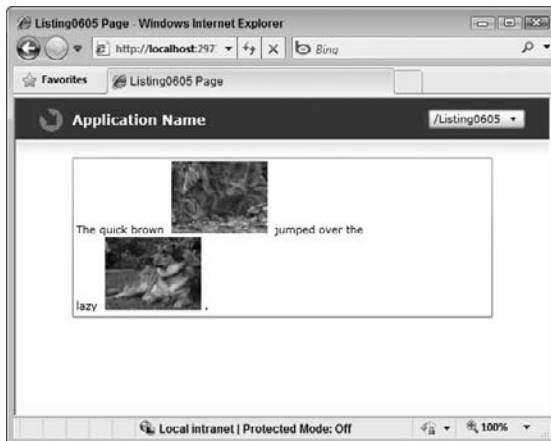 Listing0605 Page - Windows Internet Explorer
http://localhost:297
Bing
Favorites
Listing0605 Page
Application Name
/Listing0605
The quick brown jumped over the
lazy .
Local intranet | Protected Mode: Off
100%